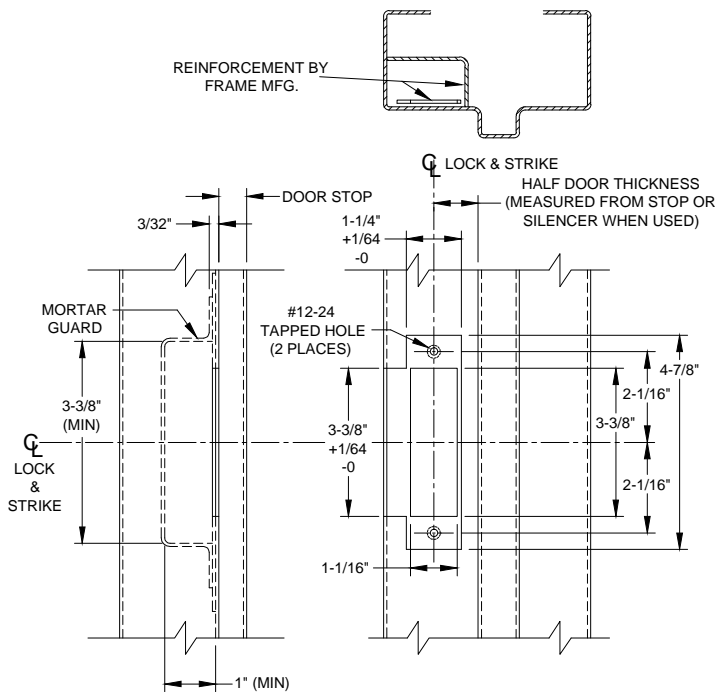 REINFORCEMENT BY
FRAME MFG.
℄ LOCK & STRIKE
DOOR STOP
HALF DOOR THICKNESS
(MEASURED FROM STOP OR
SILENCER WHEN USED)
3/32"
1-1/4"
+1/64
-0
MORTAR
GUARD
#12-24
TAPPED HOLE
(2 PLACES)
4-7/8"
2-1/16"
3-3/8"
(MIN)
3-3/8"
+1/64
-0
3-3/8"
℄
LOCK
&
STRIKE
2-1/16"
1-1/16"
1" (MIN)